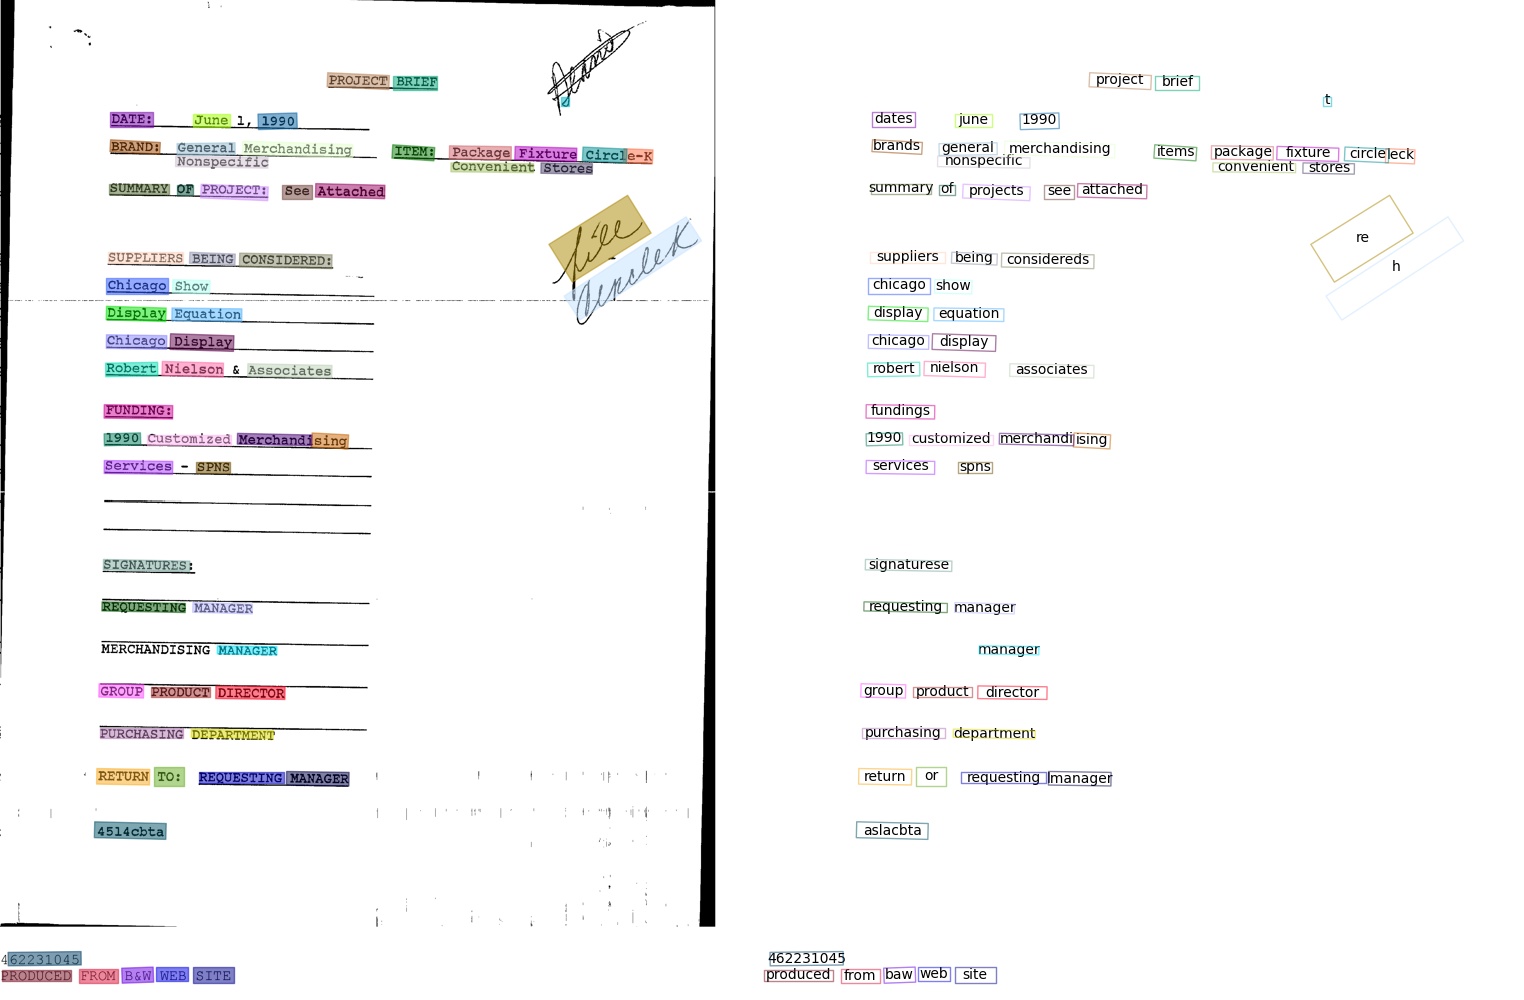 PROJECT BRIEF
project brief
t
DATE: June 1, 1990
dates june 1990
BRAND: General Merchandising Nonspecific
ITEM: Package Fixture Circle-K Convenient Stores
brands general merchandising nonspecific
items package fixture circle eck convenient stores
SUMMARY OF PROJECT: See Attached
summary of projects see attached
re
h
SUPPLIERS BEING CONSIDERED:
suppliers being considereds
Chicago Show
chicago show
Display Equation
display equation
Chicago Display
chicago display
Robert Nielson & Associates
robert nielson associates
FUNDING:
fundings
1990 Customized Merchandising
1990 customized merchandi ising
Services - SPNS
services spns
SIGNATURES:
signaturese
REQUESTING MANAGER
requesting manager
MERCHANDISING MANAGER
manager
GROUP PRODUCT DIRECTOR
group product director
PURCHASING DEPARTMENT
purchasing department
RETURN TO: REQUESTING MANAGER
return or requesting manager
4514cbta
aslacbta
462231045
462231045
PRODUCED FROM B&W WEB SITE
produced from baw web site